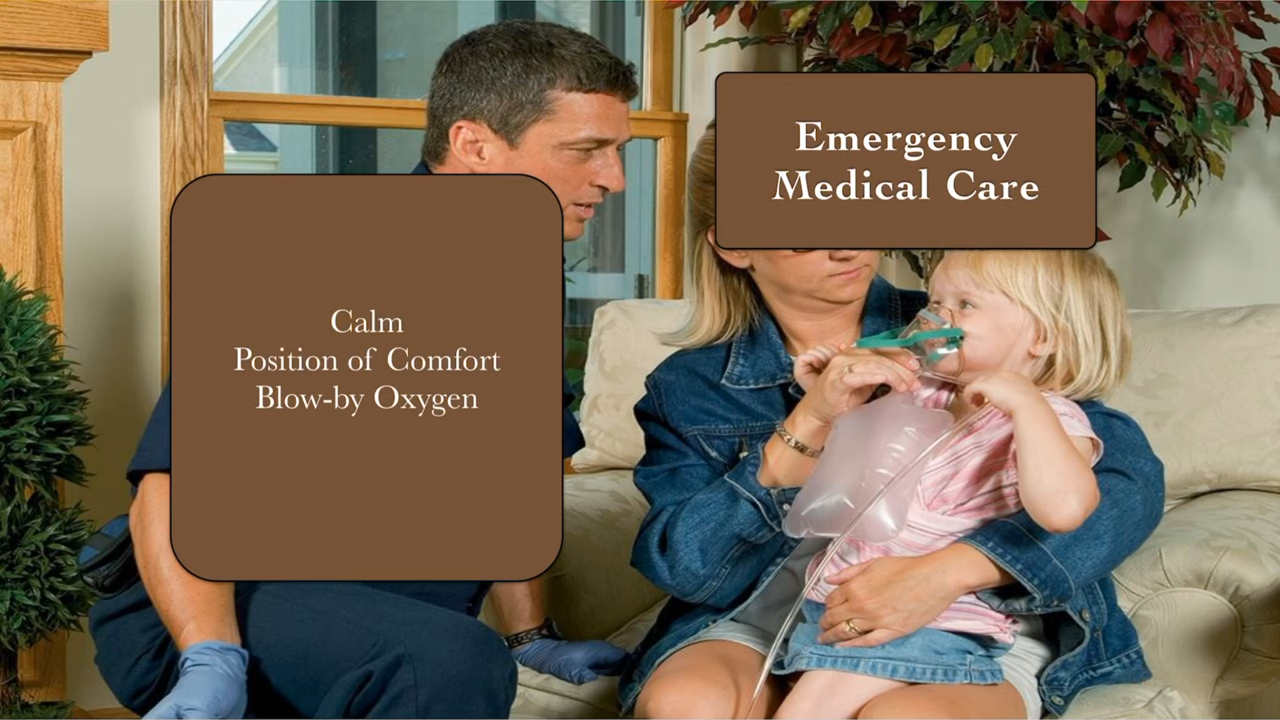 Emergency
Medical Care
Calm
Position of Comfort
Blow-by Oxygen